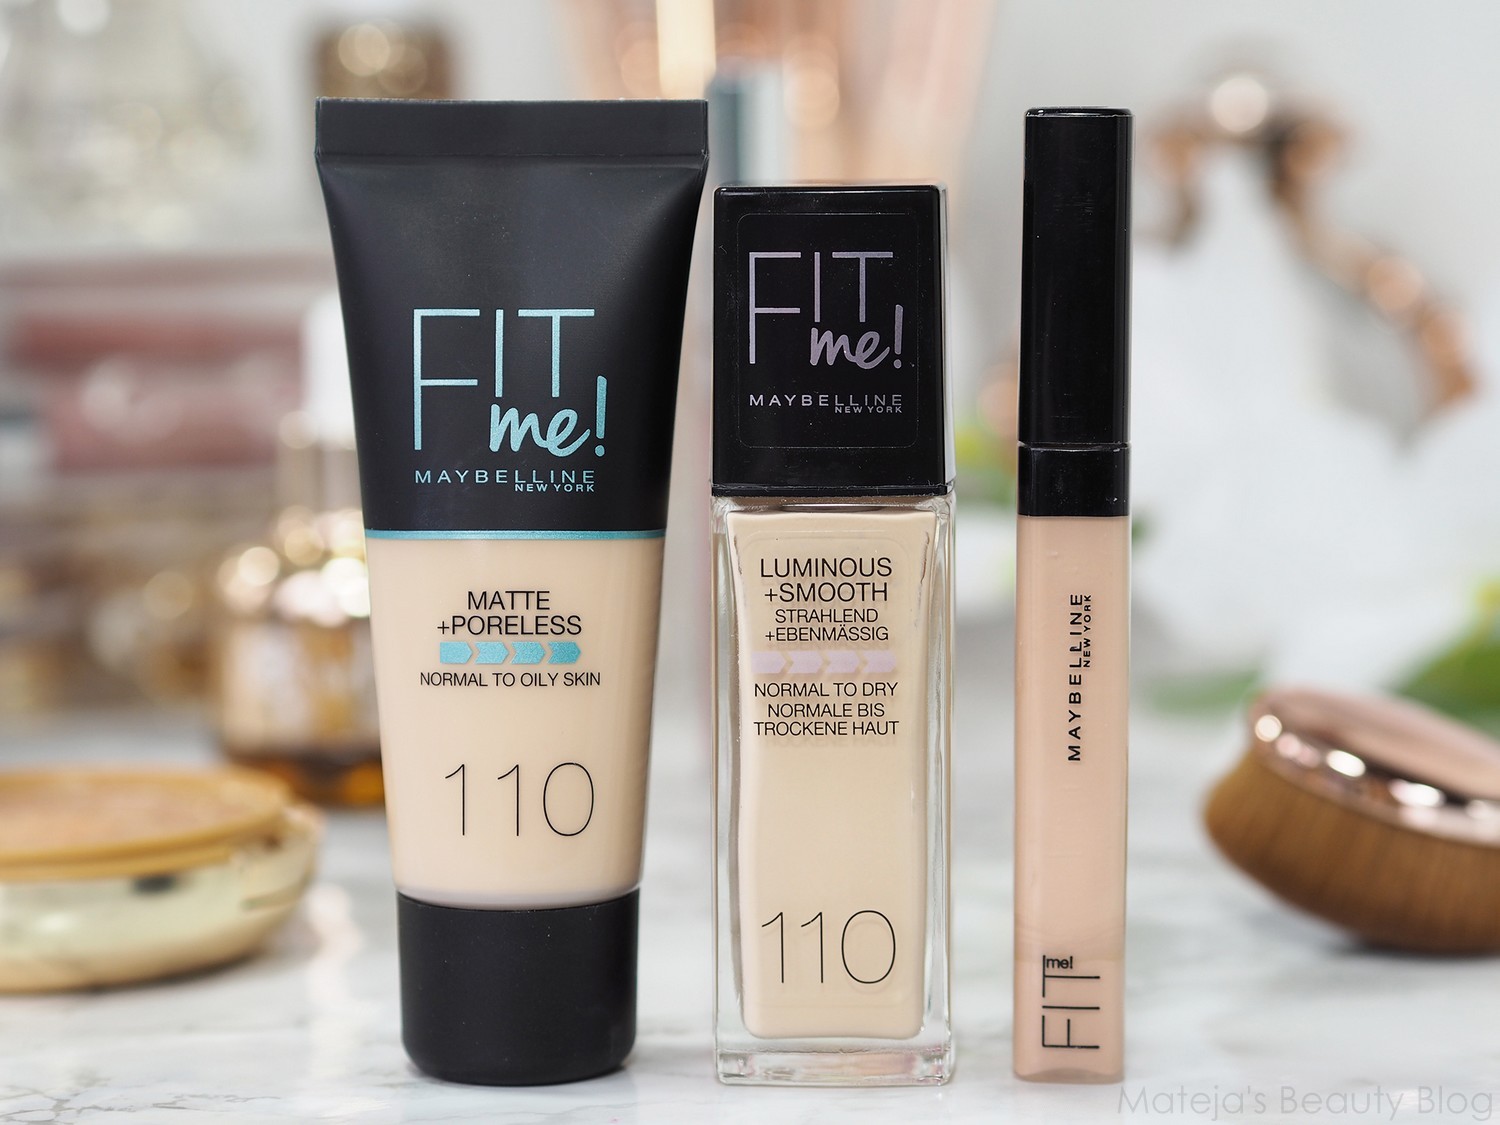 FIT
me!
MAYBELLINE
NEW YORK
MATTE
+PORELESS
NORMAL TO OILY SKIN
110
FIT
me!
MAYBELLINE
NEW YORK
LUMINOUS
+SMOOTH
STRAHLEND
+EBENMÄSSIG
NORMAL TO DRY
NORMALE BIS
TROCKENE HAUT
110
MAYBELLINE
NEW YORK
FIT
me!
Mateja's Beauty Blog